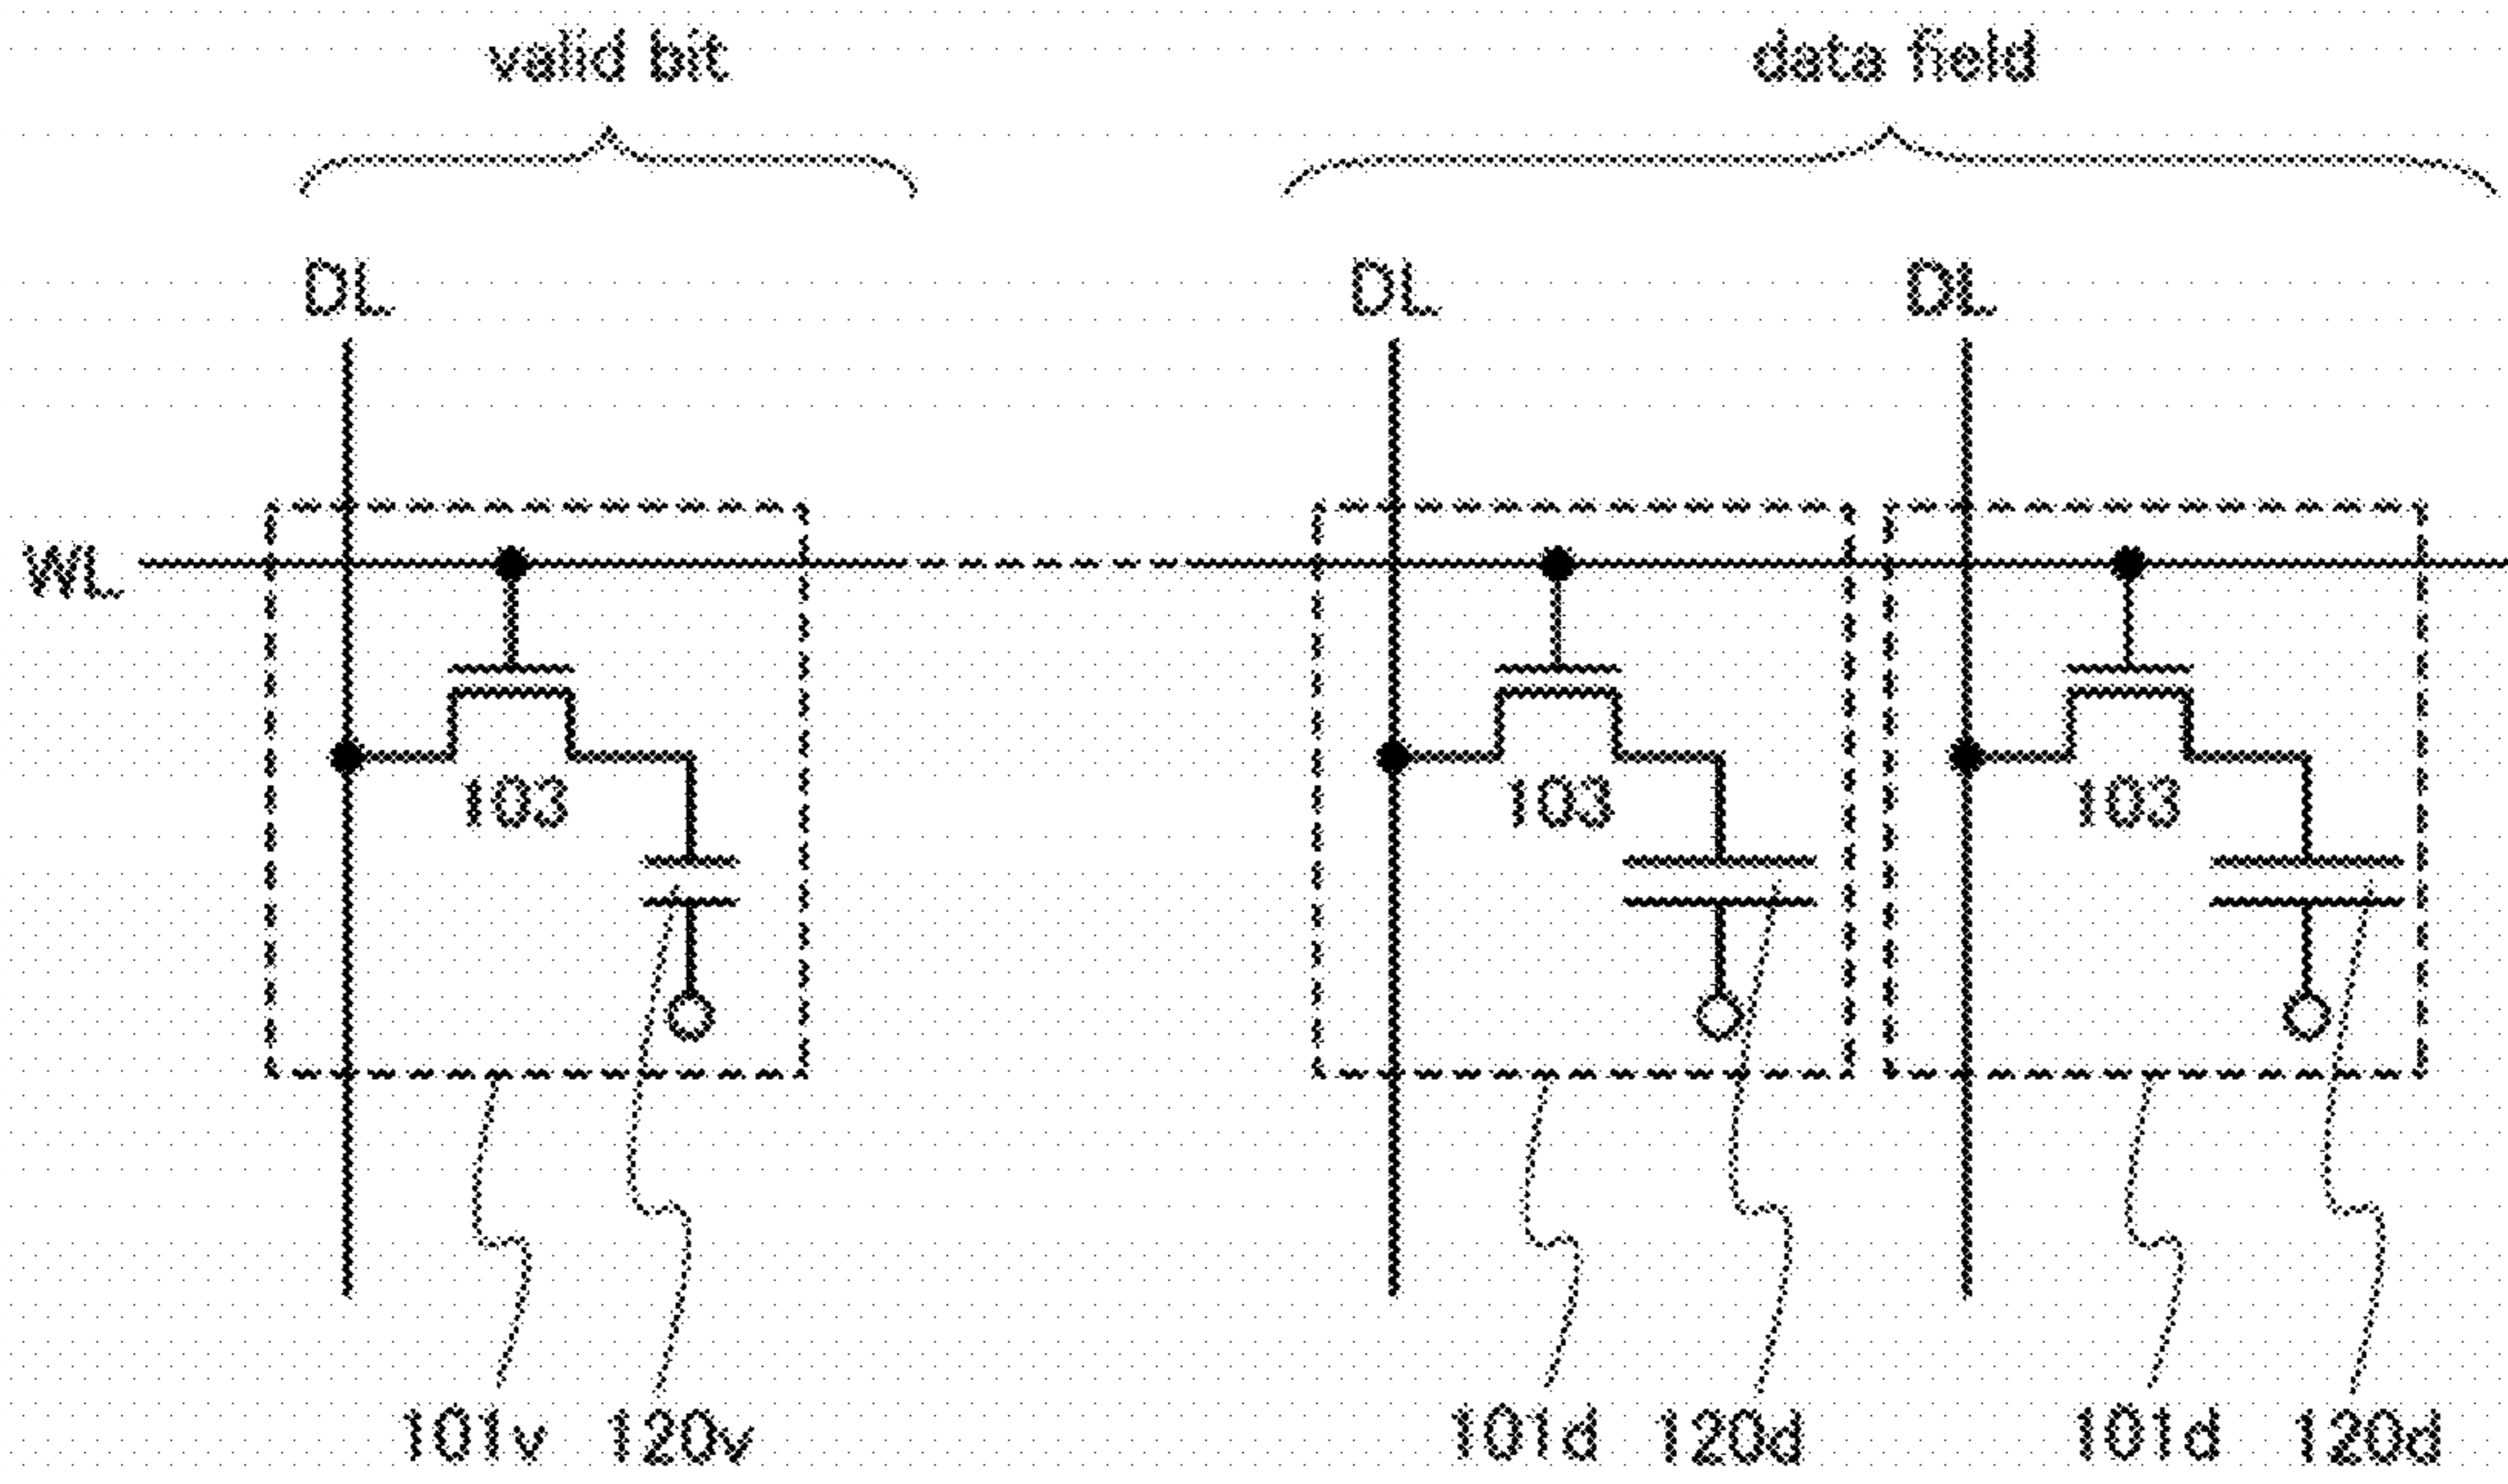 valid bit data field
DL DL DL
WL
103 103 103
101v 120v 101d 120d 101d 120d